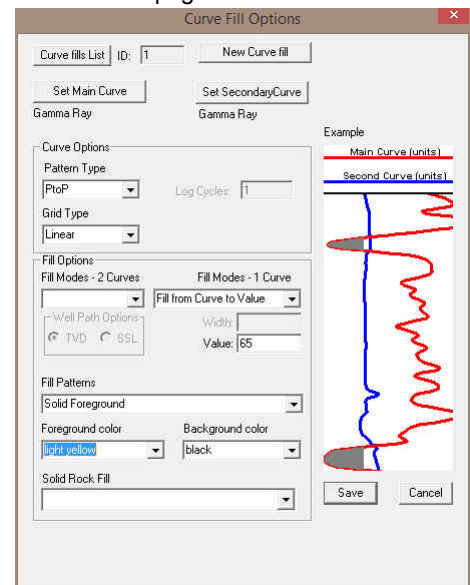 Curve Fill Options
Curve fills List ID: 1 New Curve fill
Set Main Curve Set SecondaryCurve
Gamma Ray Gamma Ray
Example
Curve Options
Main Curve (units)
Pattern Type
Second Curve (units)
PtoP Log Cycles: 1
Grid Type
Linear
Fill Options
Fill Modes - 2 Curves Fill Modes - 1 Curve
Fill from Curve to Value
Well Path Options Width:
TVD SSL Value: 65
Fill Patterns
Solid Foreground
Foreground color Background color
light yellow black
Solid Rock Fill
Save Cancel